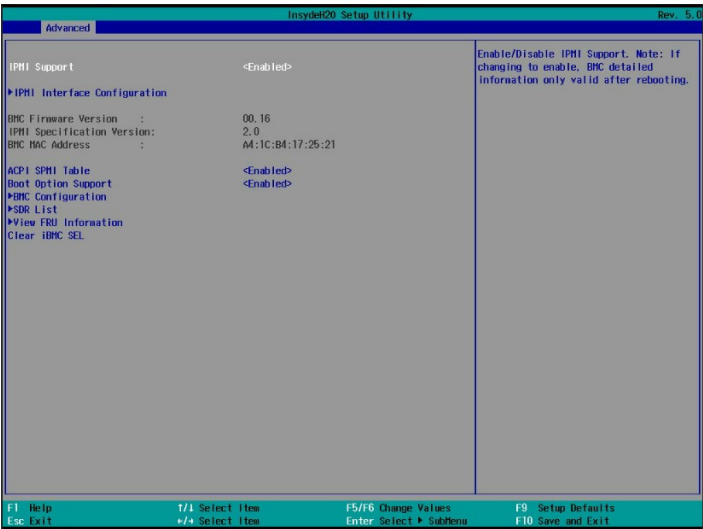 InsydeH20 Setup Utility Rev. 5.0
Advanced
IPMI Support <Enabled>
▶IPMI Interface Configuration
BMC Firmware Version : 00.16
IPMI Specification Version: 2.0
BMC MAC Address : A4:1C:B4:17:25:21
ACPI SPMI Table <Enabled>
Boot Option Support <Enabled>
▶BMC Configuration
▶SDR List
▶View FRU Information
Clear iBMC SEL
Enable/Disable IPMI Support. Note: If
changing to enable, BMC detailed
information only valid after rebooting.
F1 Help ↑/↓ Select Item F5/F6 Change Values F9 Setup Defaults
Esc Exit ←/→ Select Item Enter Select ▶ SubMenu F10 Save and Exit